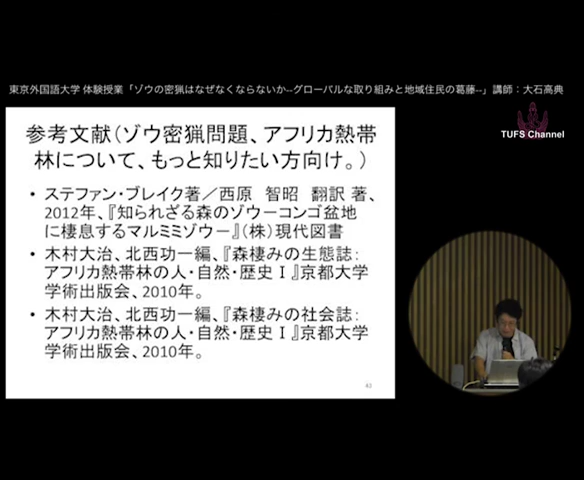 東京外国語大学 体験授業「ゾウの密猟はなぜなくならないか--グローバルな取り組みと地域住民の葛藤--」講師：大石高典
TUFS Channel
参考文献（ゾウ密猟問題、アフリカ熱帯
林について、もっと知りたい方向け。）
• ステファン・ブレイク著／西原　智昭　翻訳 著、
2012年、『知られざる森のゾウーコンゴ盆地
に棲息するマルミミゾウー』（株）現代図書
• 木村大治、北西功一編、『森棲みの生態誌：
アフリカ熱帯林の人・自然・歴史Ⅰ』京都大学
学術出版会、2010年。
• 木村大治、北西功一編、『森棲みの社会誌：
アフリカ熱帯林の人・自然・歴史Ⅰ』京都大学
学術出版会、2010年。